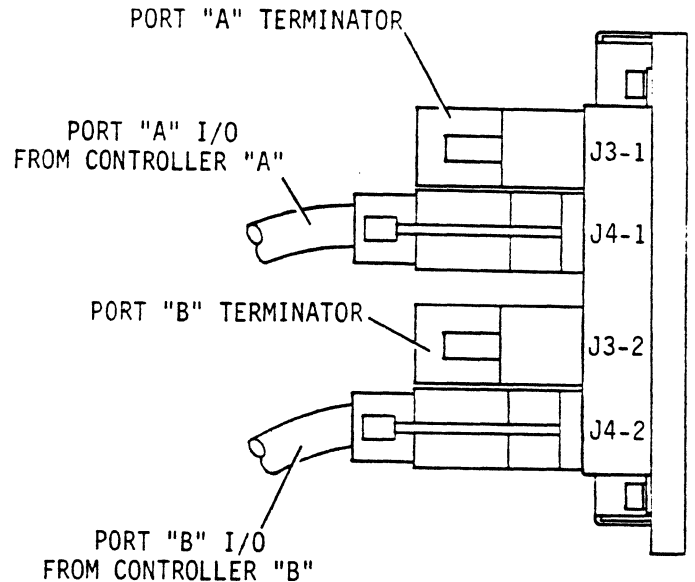 PORT "A" TERMINATOR
PORT "A" I/O
FROM CONTROLLER "A"
J3-1
J4-1
PORT "B" TERMINATOR
J3-2
J4-2
PORT "B" I/O
FROM CONTROLLER "B"